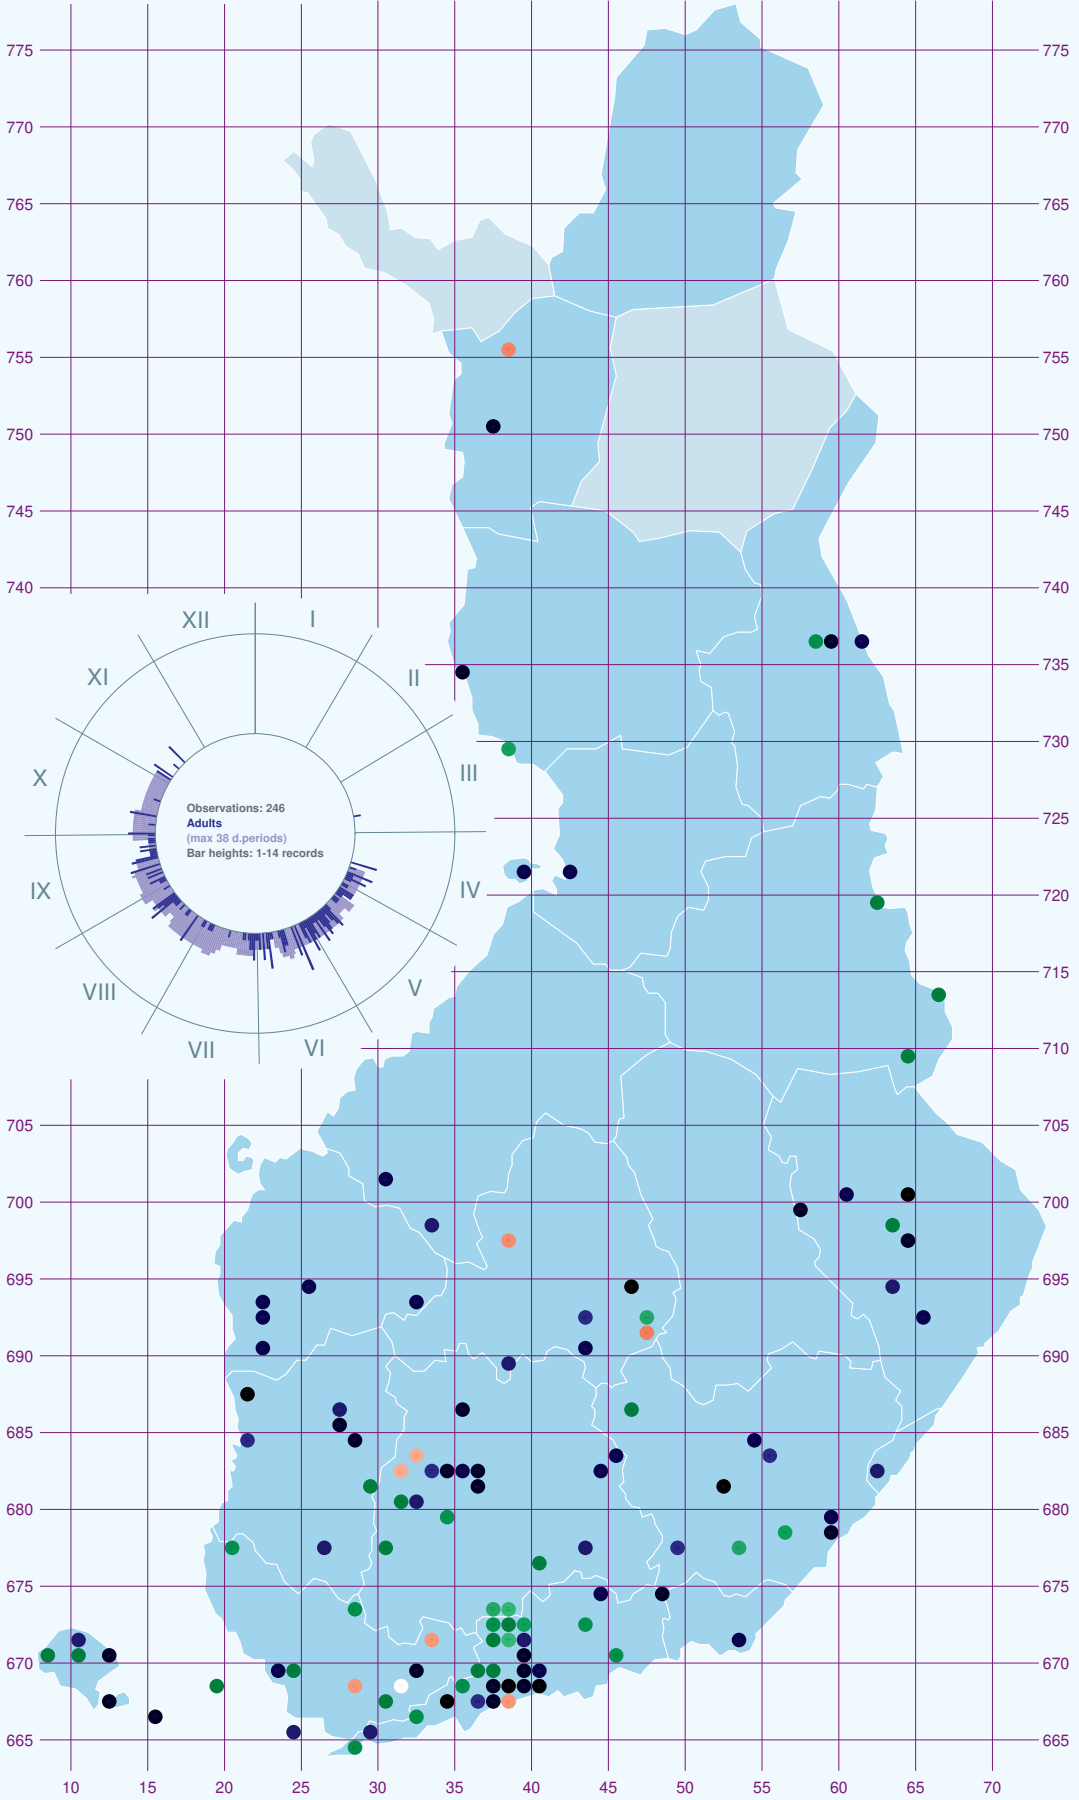 775 775
770 770
765 765
760 760
755 755
750 750
745 745
740 740
XII I
XI II
735
730
X III
Observations: 246
Adults
(max 38 d.periods)
Bar heights: 1-14 records
725
IX IV
720
VIII V
715
VII VI
710
735
730
705 705
700 700
695 695
690 690
685 685
680 680
675 675
670 670
665 665
10 15 20 25 30 35 40 45 50 55 60 65 70